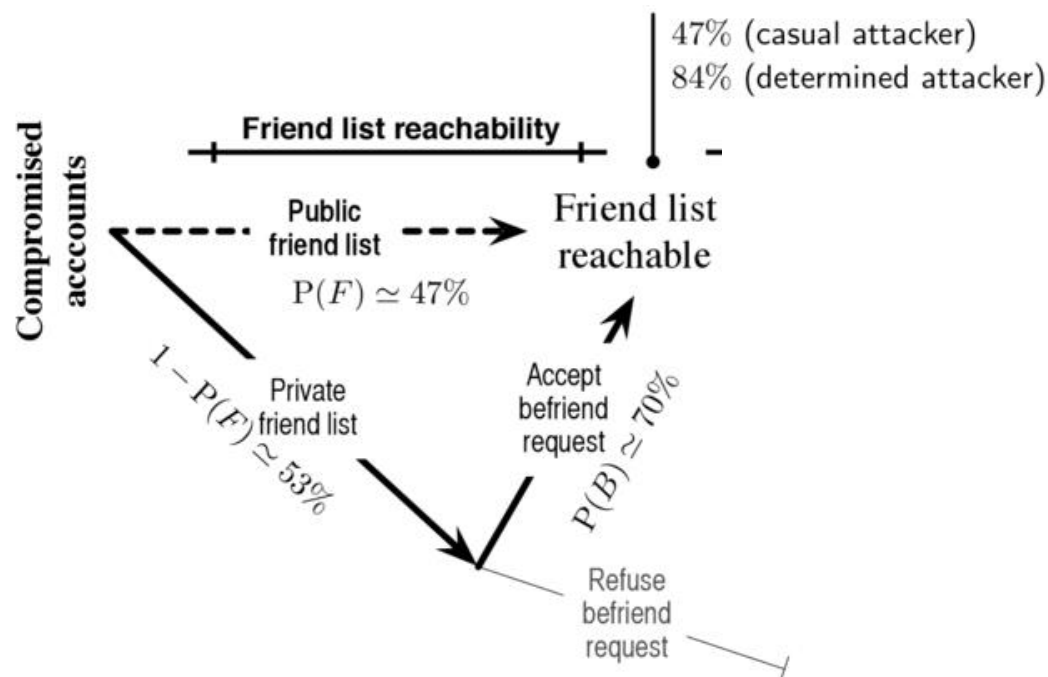 47% (casual attacker)
84% (determined attacker)
Friend list reachability
Compromised
acccounts
Public
friend list
P(F) ≃ 47%
Friend list
reachable
1 − P(F) ≃ 53%
Private
friend list
Accept
befriend
request
P(B) ≃ 70%
Refuse
befriend
request